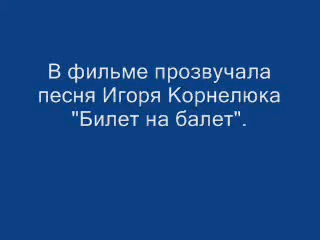 В фильме прозвучала
песня Игоря Корнелюка
"Билет на балет".